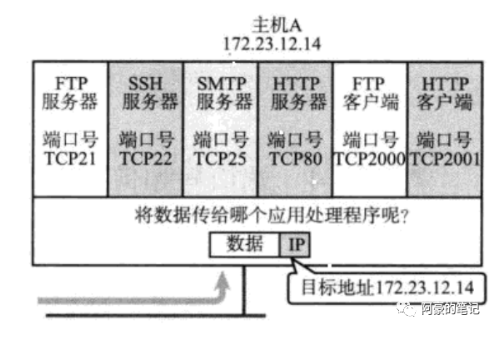 主机A
172.23.12.14
FTP 服务器 端口号 TCP21
SSH 服务器 端口号 TCP22
SMTP 服务器 端口号 TCP25
HTTP 服务器 端口号 TCP80
FTP 客户端 端口号 TCP2000
HTTP 客户端 端口号 TCP2001
将数据传给哪个应用处理程序呢?
数据 IP
目标地址172.23.12.14
阿豪的笔记